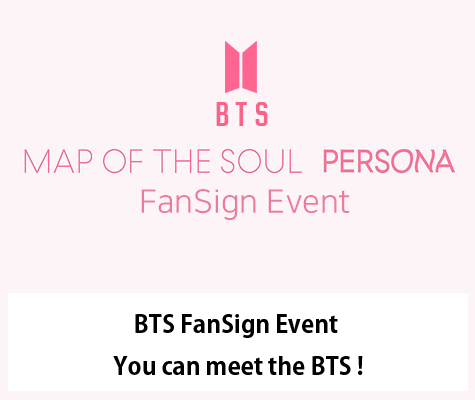 BTS
MAP OF THE SOUL PERSONA
FanSign Event
BTS FanSign Event
You can meet the BTS !